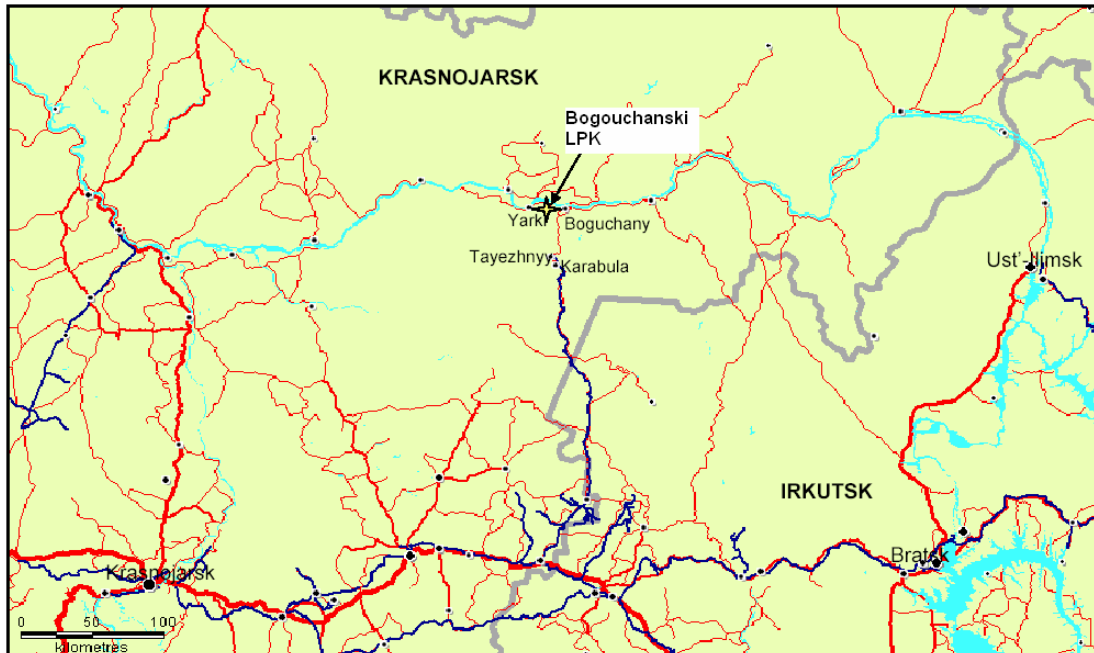 KRASNOJARSK
Bogouchanski
LPK
Yarki
Boguchany
Tayezhnyy
Karabula
Ust'-Ilimsk
IRKUTSK
Bratsk
Krasnojarsk
0 50 100
kilometres